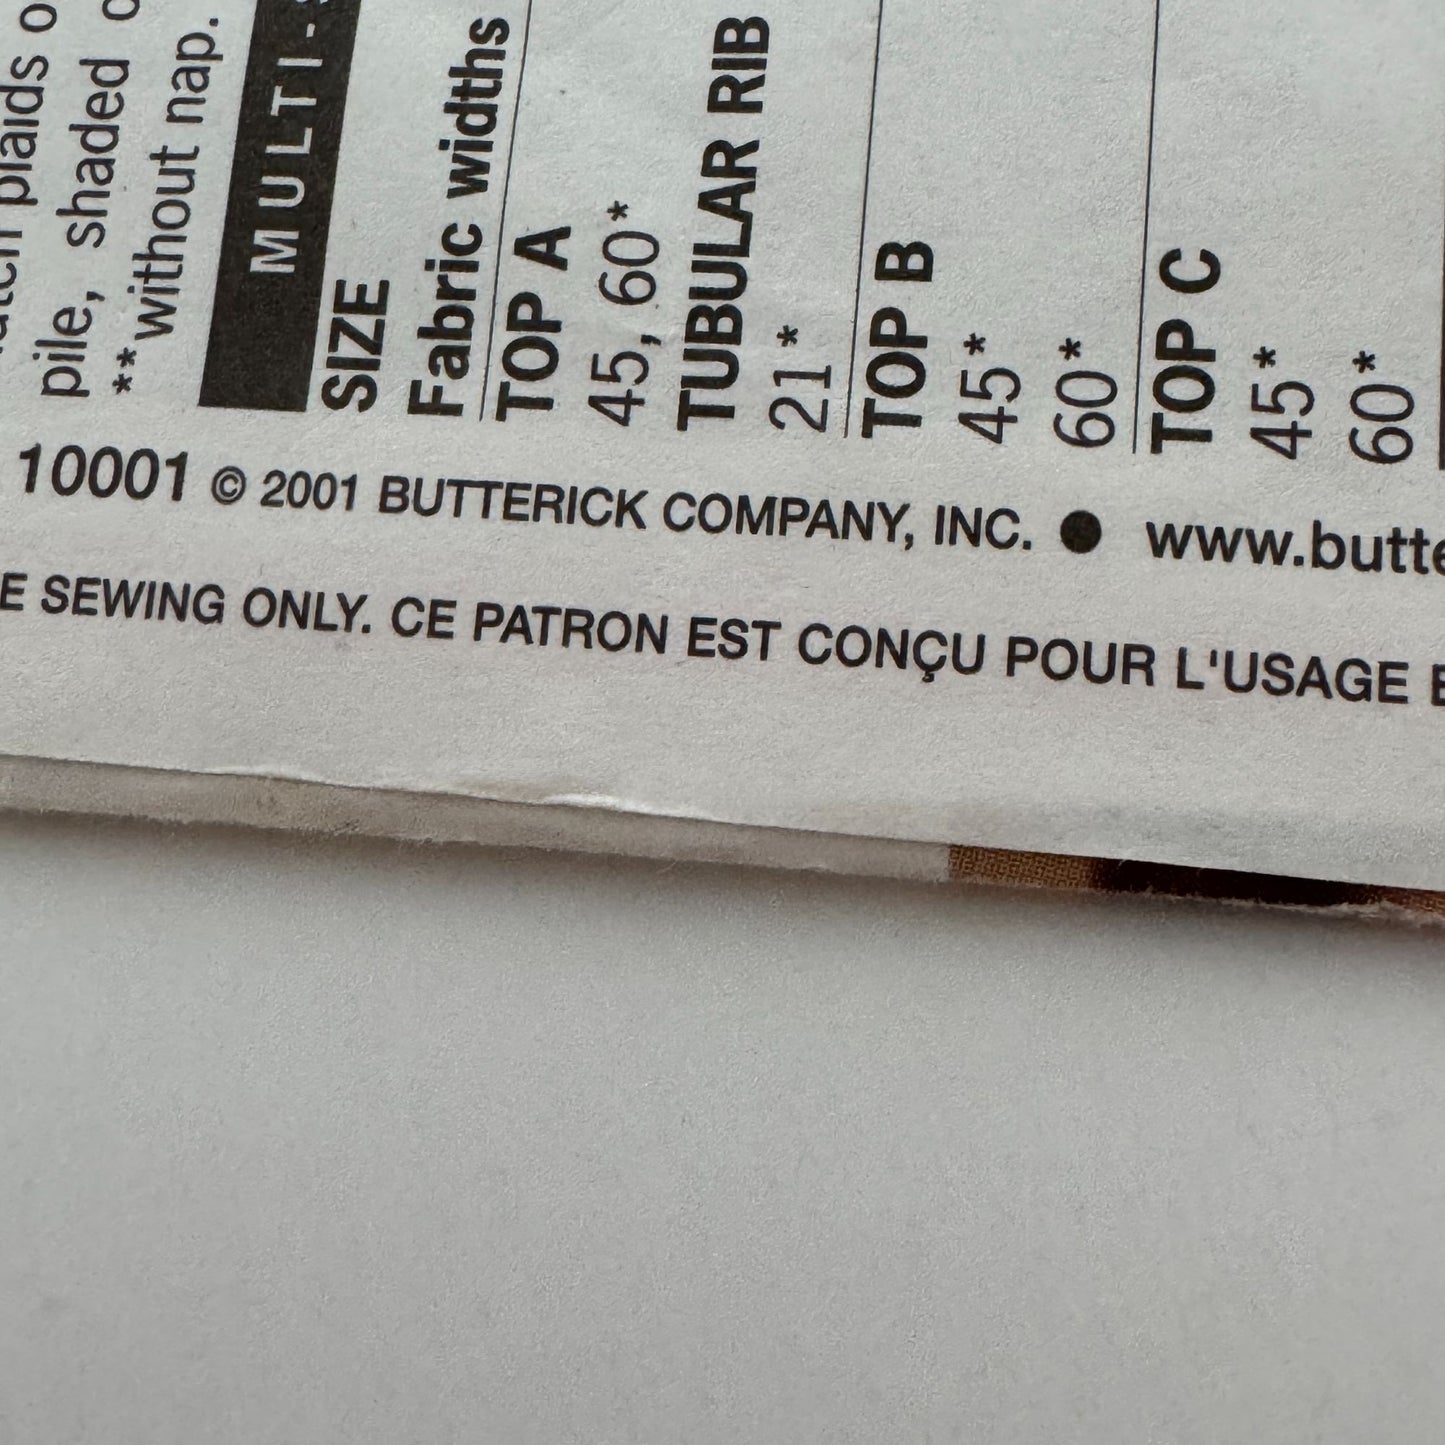 plaids
pile, shaded
**without nap.
MULTI-
SIZE
Fabric widths
TOP A
45, 60*
TUBULAR RIB
21*
TOP B
45*
60*
TOP C
45*
60*
10001 © 2001 BUTTERICK COMPANY, INC. ● www.butte
E SEWING ONLY. CE PATRON EST CONÇU POUR L'USAGE